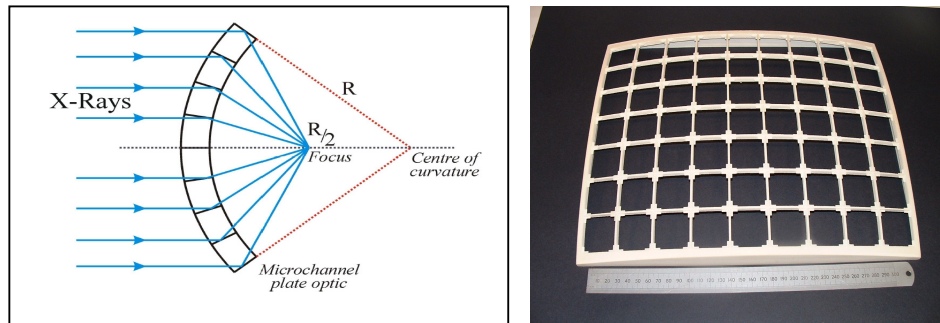 X-Rays
R
R/2
Focus
Centre of
curvature
Microchannel
plate optic